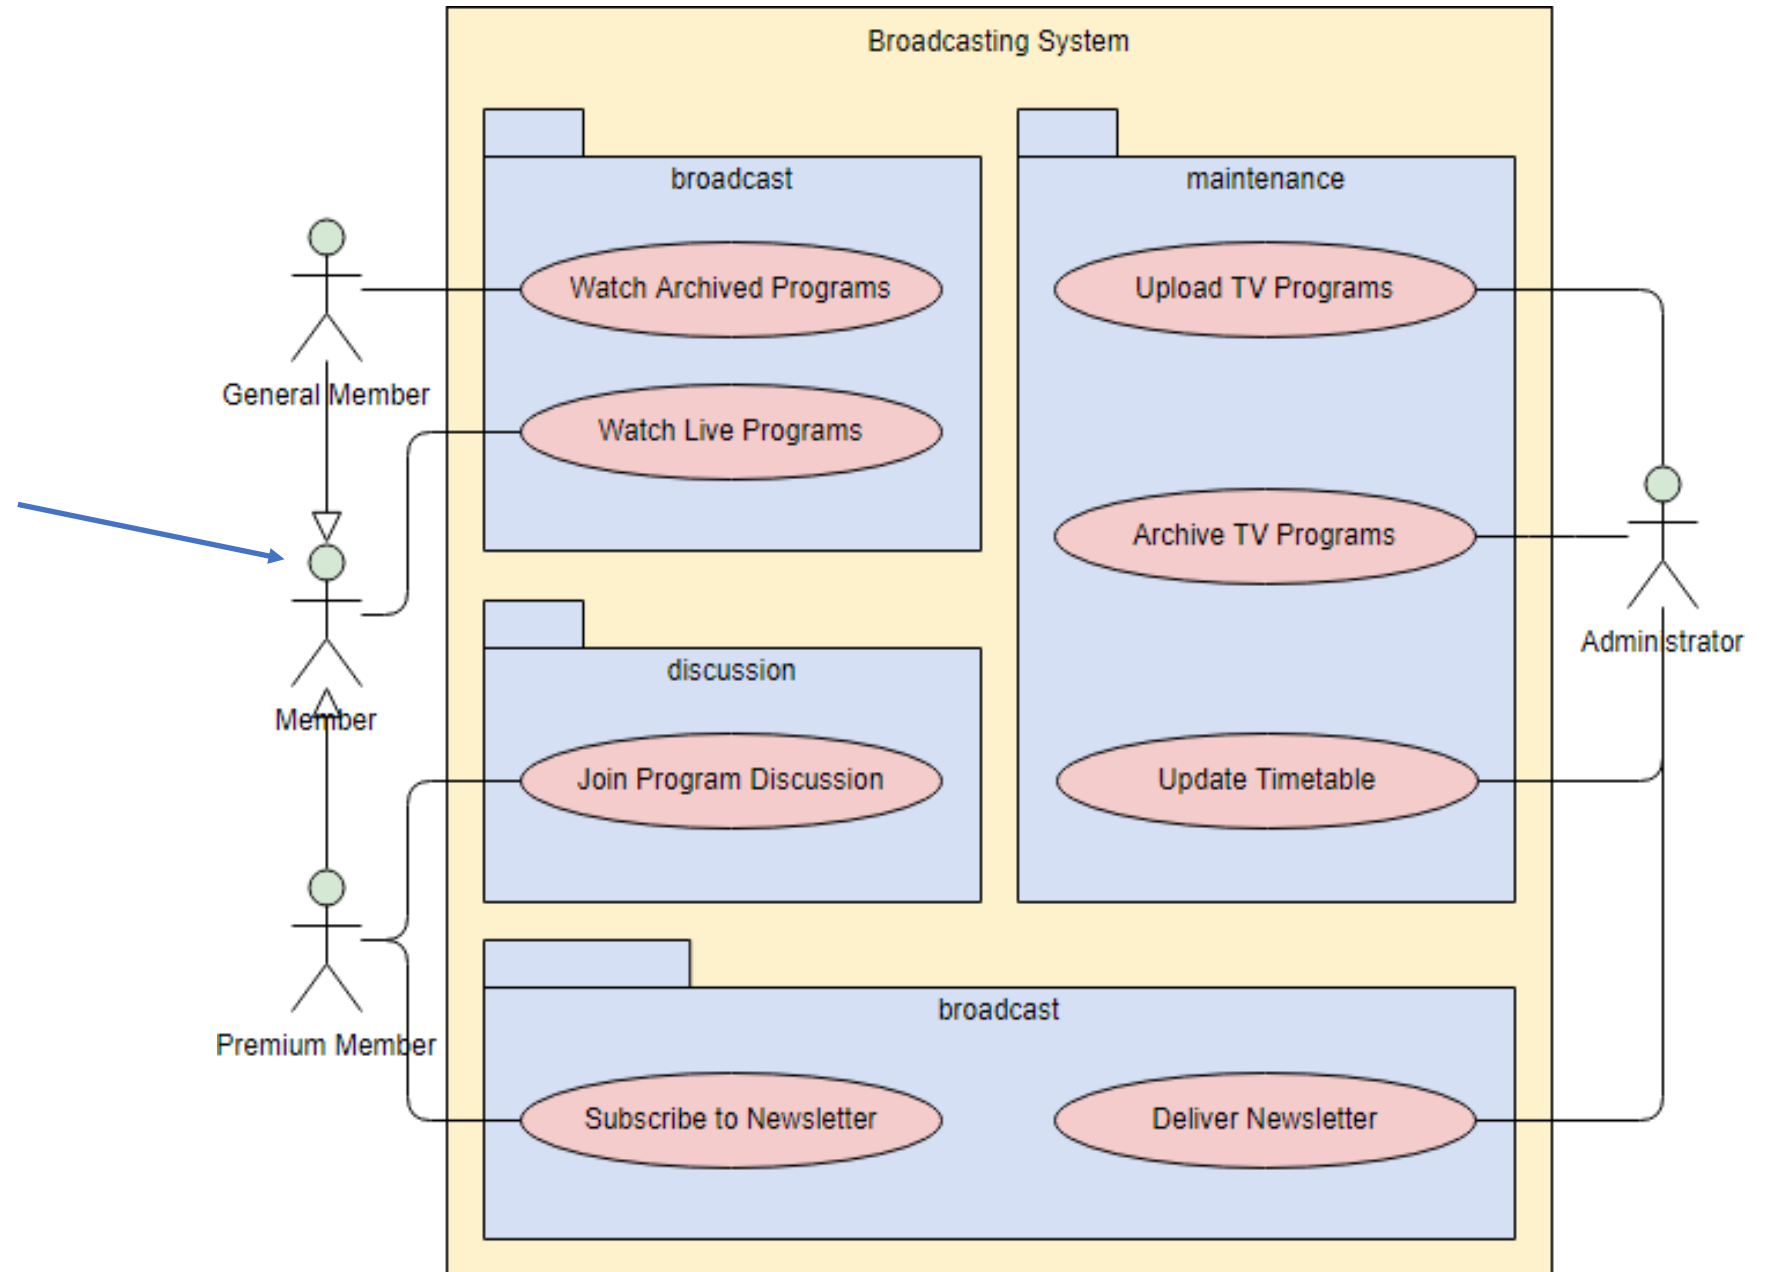 Broadcasting System
broadcast
maintenance
Watch Archived Programs
Upload TV Programs
General Member
Watch Live Programs
Archive TV Programs
Administrator
discussion
Member
Join Program Discussion
Update Timetable
broadcast
Premium Member
Subscribe to Newsletter
Deliver Newsletter